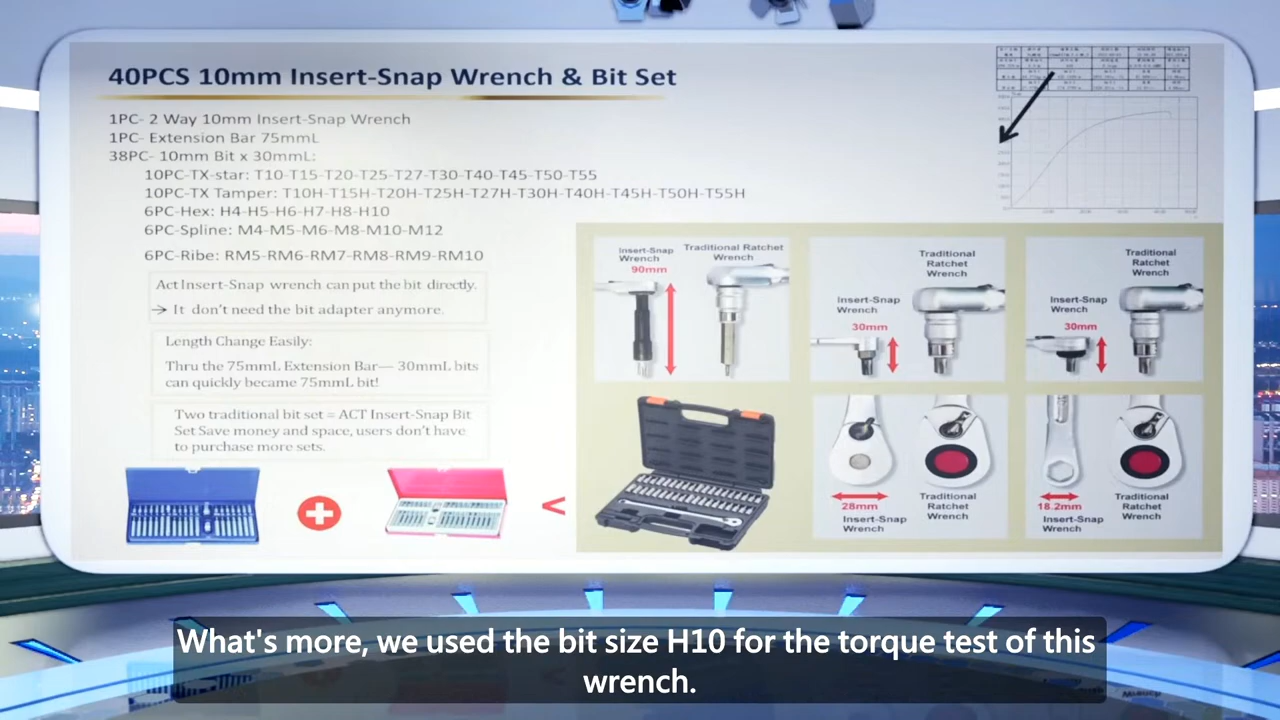 40PCS 10mm Insert-Snap Wrench & Bit Set
1PC- 2 Way 10mm Insert-Snap Wrench
1PC- Extension Bar 75mmL
38PC- 10mm Bit x 30mmL:
10PC-TX-star: T10-T15-T20-T25-T27-T30-T40-T45-T50-T55
10PC-TX Tamper: T10H-T15H-T20H-T25H-T27H-T30H-T40H-T45H-T50H-T55H
6PC-Hex: H4-H5-H6-H7-H8-H10
6PC-Spline: M4-M5-M6-M8-M10-M12
6PC-Ribe: RM5-RM6-RM7-RM8-RM9-RM10
Act Insert-Snap wrench can put the bit directly.
→ It don't need the bit adapter anymore.
Length Change Easily:
Thru the 75mmL Extension Bar— 30mmL bits
can quickly became 75mmL bit!
Two traditional bit set = ACT Insert-Snap Bit
Set Save money and space, users don't have
to purchase more sets.
<
Insert-Snap
Wrench
90mm
Traditional Ratchet
Wrench
Insert-Snap
Wrench
30mm
Traditional
Ratchet
Wrench
Insert-Snap
Wrench
30mm
Traditional
Ratchet
Wrench
28mm
Insert-Snap
Wrench
Traditional
Ratchet
Wrench
18.2mm
Insert-Snap
Wrench
Traditional
Ratchet
Wrench
What's more, we used the bit size H10 for the torque test of this
wrench.